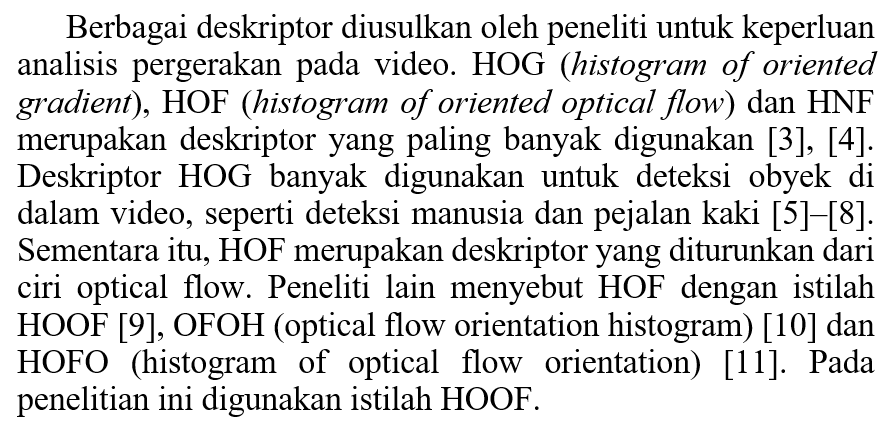 Berbagai deskriptor diusulkan oleh peneliti untuk keperluan
analisis pergerakan pada video. HOG (histogram of oriented
gradient), HOF (histogram of oriented optical flow) dan HNF
merupakan deskriptor yang paling banyak digunakan [3], [4].
Deskriptor HOG banyak digunakan untuk deteksi obyek di
dalam video, seperti deteksi manusia dan pejalan kaki [5]–[8].
Sementara itu, HOF merupakan deskriptor yang diturunkan dari
ciri optical flow. Peneliti lain menyebut HOF dengan istilah
HOOF [9], OFOH (optical flow orientation histogram) [10] dan
HOFO (histogram of optical flow orientation) [11]. Pada
penelitian ini digunakan istilah HOOF.